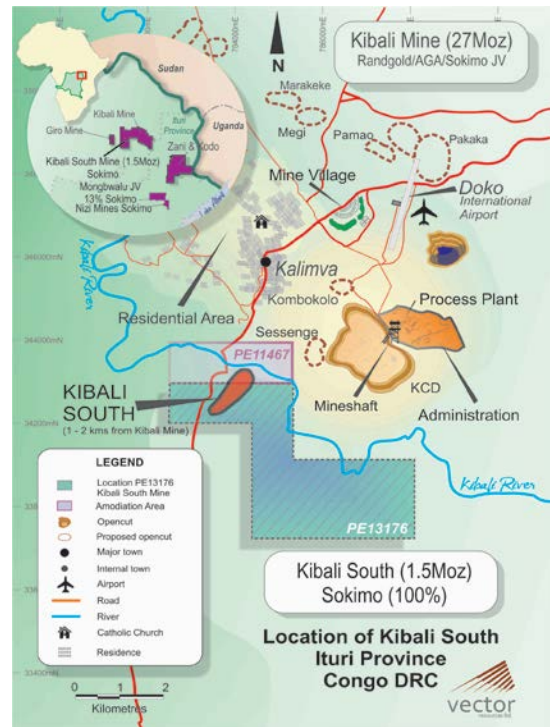 794000mE
786000mE
Kibali Mine (27Moz)
Randgold/AGA/Sokimo JV
N
Sudan
Kibali Mine
Giro Mine
Ituri
Province
Uganda
Kibali South Mine (1.5Moz)
Sokimo
Zani & Kodo
Mongbwalu JV
13% Sokimo
Nizi Mines Sokimo
Marakeke
Megi
Pamao
Pakaka
Mine Village
Doko
International
Airport
Kibali
River
346000mN
Kalimva
Kombokolo
Process Plant
Residential Area
344000mN
Sessenge
PE11467
KIBALI
SOUTH
(1 - 2 kms from Kibali Mine)
Mineshaft
KCD
Administration
Kibali River
LEGEND
Location PE13176
Kibali South Mine
Amodiation Area
Opencut
Proposed opencut
Major town
Internal town
Airport
Road
River
Catholic Church
Residence
PE13176
Kibali South (1.5Moz)
Sokimo (100%)
Location of Kibali South
Ituri Province
Congo DRC
33400mN
0 1 2
Kilometres
vector